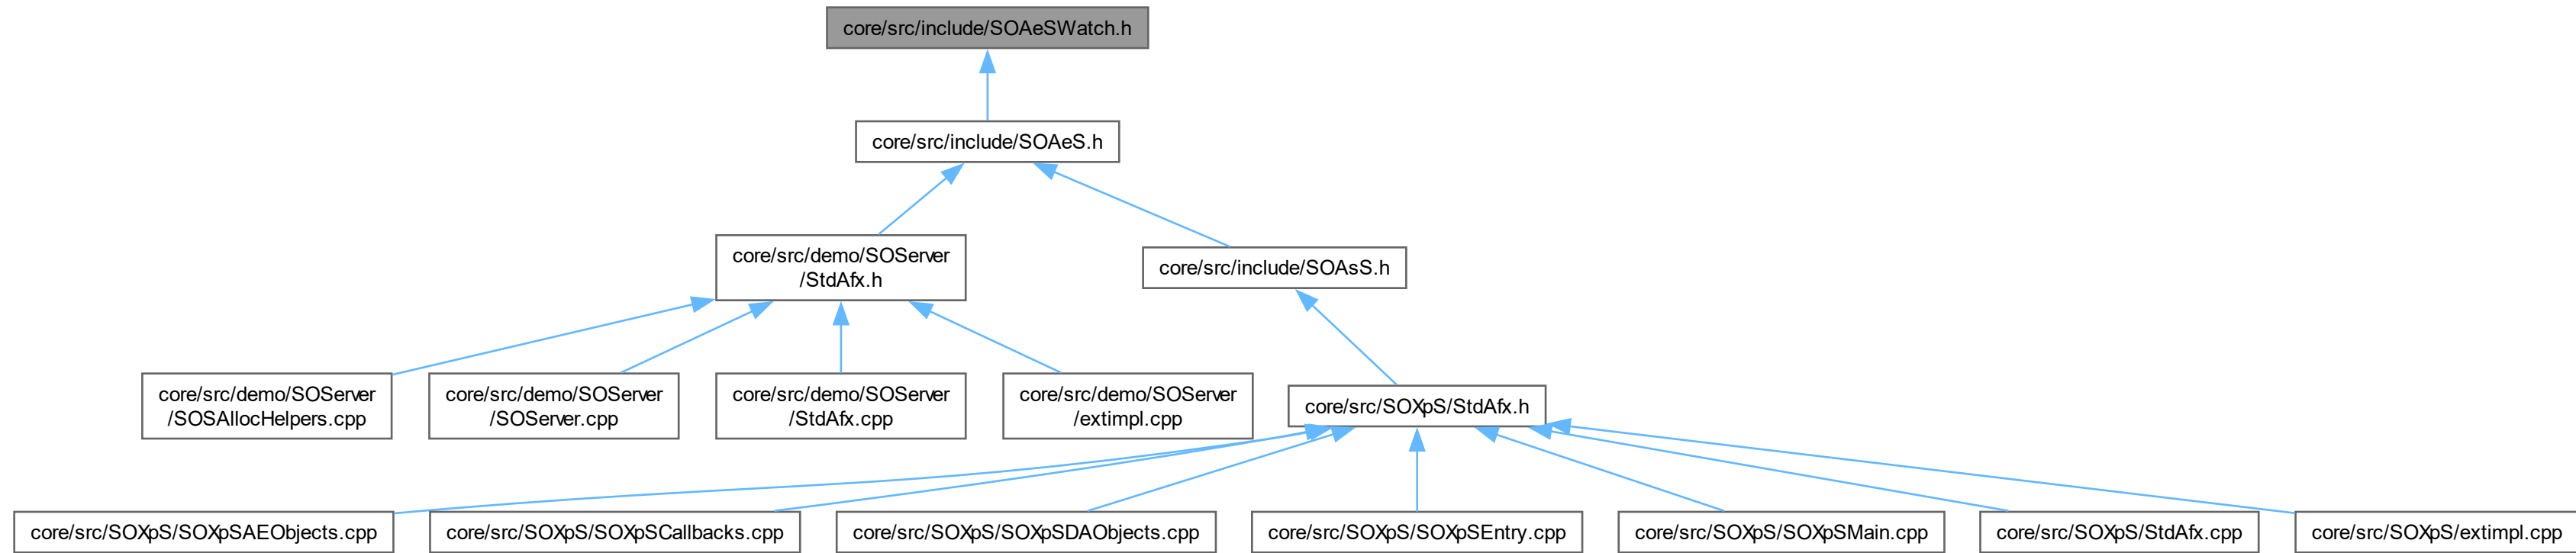 core/src/include/SOAeSWatch.h
core/src/include/SOAeS.h
core/src/demo/SOServer
/StdAfx.h
core/src/include/SOAsS.h
core/src/demo/SOServer
/SOSAllocHelpers.cpp
core/src/demo/SOServer
/SOServer.cpp
core/src/demo/SOServer
/StdAfx.cpp
core/src/demo/SOServer
/extimpl.cpp
core/src/SOXpS/StdAfx.h
core/src/SOXpS/SOXpSAEObjects.cpp
core/src/SOXpS/SOXpSCallbacks.cpp
core/src/SOXpS/SOXpSDAObjects.cpp
core/src/SOXpS/SOXpSEntry.cpp
core/src/SOXpS/SOXpSMain.cpp
core/src/SOXpS/StdAfx.cpp
core/src/SOXpS/extimpl.cpp